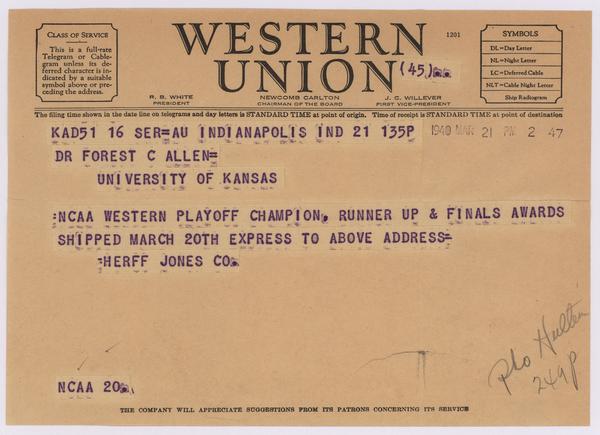 CLASS OF SERVICE
This is a full-rate
Telegram or Cable-
gram unless its de-
ferred character is in-
dicated by a suitable
symbol above or pre-
ceding the address.
WESTERN
UNION
(45)
1201
SYMBOLS
DL=Day Letter
NL=Night Letter
LC=Deferred Cable
NLT=Cable Night Letter
Ship Radiogram
R. B. WHITE
PRESIDENT
NEWCOMB CARLTON
CHAIRMAN OF THE BOARD
J. C. WILLEVER
FIRST VICE-PRESIDENT
The filing time shown in the date line on telegrams and day letters is STANDARD TIME at point of origin. Time of receipt is STANDARD TIME at point of destination
KAD51 16 SER=AU INDIANAPOLIS IND 21 135P
1940 MAR 21 PM 2 47
DR FOREST C ALLEN=
UNIVERSITY OF KANSAS
:NCAA WESTERN PLAYOFF CHAMPION, RUNNER UP & FINALS AWARDS
SHIPPED MARCH 20TH EXPRESS TO ABOVE ADDRESS=
:HERFF JONES CO.
249P
NCAA 20.
THE COMPANY WILL APPRECIATE SUGGESTIONS FROM ITS PATRONS CONCERNING ITS SERVICE